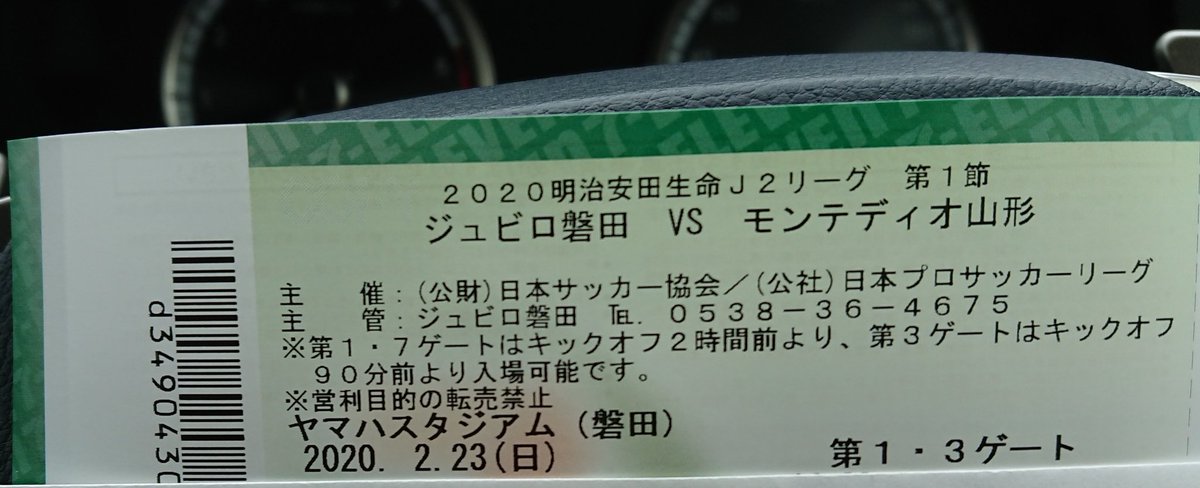 7-ELEVEN
２０２０明治安田生命Ｊ２リーグ　第１節
ジュビロ磐田　VS　モンテディオ山形
主　　催：(公財)日本サッカー協会／(公社)日本プロサッカーリーグ
主　　管：ジュビロ磐田　℡．０５３８－３６－４６７５
※第１・７ゲートはキックオフ２時間前より、第３ゲートはキックオフ
９０分前より入場可能です。
※営利目的の転売禁止
ヤマハスタジアム（磐田）
2020. 2.23(日)
第１・３ゲート
d3490430